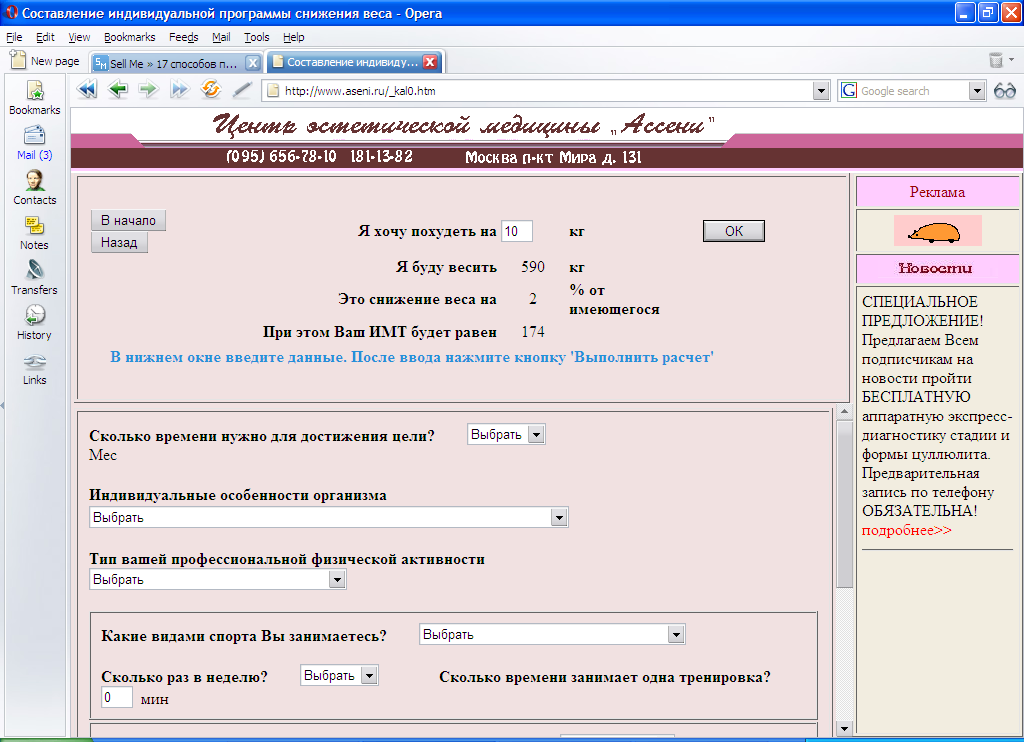 Составление индивидуальной программы снижения веса - Opera
File Edit View Bookmarks Feeds Mail Tools Help
New page
Sell Me » 17 способов п...
Составление индивиду...
http://www.aseni.ru/_kal0.htm
Google search
Bookmarks
Mail (3)
Contacts
Notes
Transfers
History
Links
Центр эстетической медицины „Ассени"
(095) 656-78-10 181-13-82 Москва п-кт Мира д. 131
В начало
Назад
Я хочу похудеть на 10 кг
OK
Я буду весить 590 кг
Это снижение веса на 2 % от
имеющегося
При этом Ваш ИМТ будет равен 174
В нижнем окне введите данные. После ввода нажмите кнопку 'Выполнить расчет'
Сколько времени нужно для достижения цели? Выбрать
Мес
Индивидуальные особенности организма
Выбрать
Тип вашей профессиональной физической активности
Выбрать
Какие видами спорта Вы занимаетесь? Выбрать
Сколько раз в неделю? Выбрать Сколько времени занимает одна тренировка?
0 мин
Реклама
Новости
СПЕЦИАЛЬНОЕ
ПРЕДЛОЖЕНИЕ!
Предлагаем Всем
подписчикам на
новости пройти
БЕСПЛАТНУЮ
аппаратную экспресс-
диагностику стадии и
формы цуллюлита.
Предварительная
запись по телефону
ОБЯЗАТЕЛЬНА!
подробнее>>